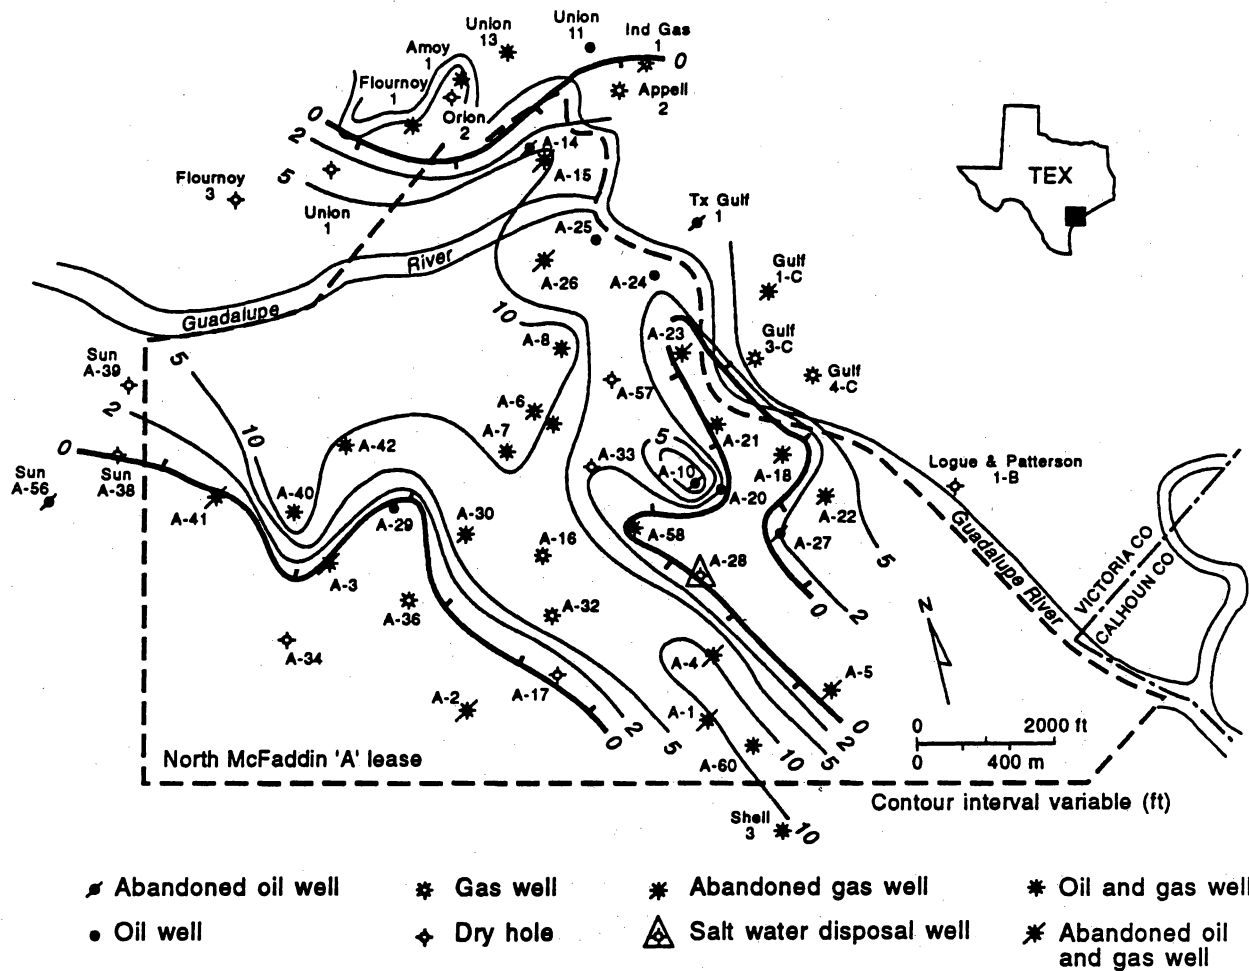 Union
13
Union
11
Ind Gas
1
0
Amoy
1
Flournoy
1
Orion
2
Appell
2
0
2
5
A-14
A-15
Flournoy
3
Union
1
TEX
Tx Gulf
1
A-25
River
A-26
A-24
Gulf
1-C
Guadalupe
10
A-8
A-23
Gulf
3-C
Gulf
4-C
Sun
A-39
5
2
A-57
A-6
A-7
A-21
10
A-42
A-33
5
A-10
A-18
0
Sun
A-38
Sun
A-56
Logue & Patterson
1-B
A-20
A-40
A-41
A-29
A-30
A-58
A-22
A-27
Guadalupe River
VICTORIA CO
CALHOUN CO
A-16
A-28
5
A-3
A-36
A-32
0
2
N
A-34
A-4
A-5
A-17
A-2
A-1
0
2
5
A-60
10
5
2
0
0 2000 ft
0 400 m
North McFaddin 'A' lease
Contour interval variable (ft)
Shell
3
10
Abandoned oil well
Gas well
Abandoned gas well
Oil and gas well
Oil well
Dry hole
Salt water disposal well
Abandoned oil
and gas well